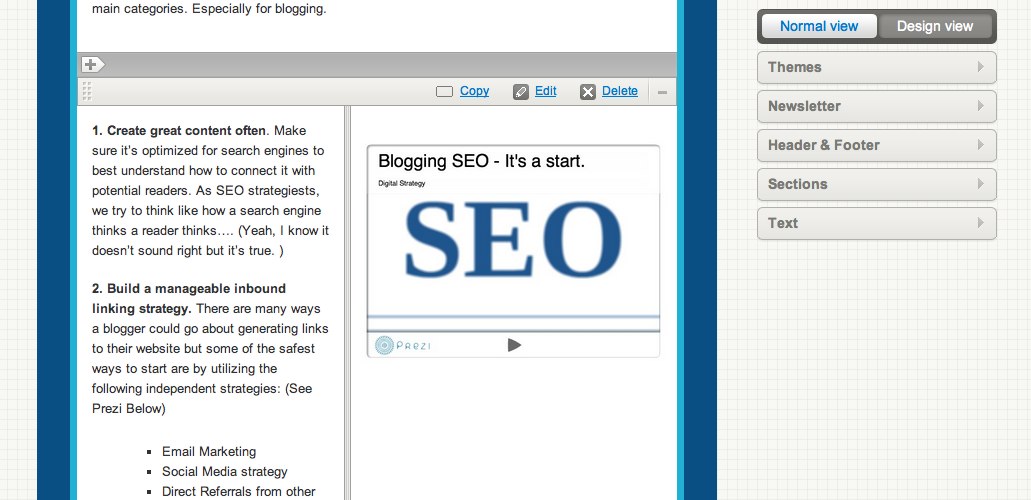 main categories. Especially for blogging.
Copy Edit Delete
1. Create great content often. Make
sure it's optimized for search engines to
best understand how to connect it with
potential readers. As SEO strategiests,
we try to think like how a search engine
thinks a reader thinks.... (Yeah, I know it
doesn't sound right but it's true. )
2. Build a manageable inbound
linking strategy. There are many ways
a blogger could go about generating links
to their website but some of the safest
ways to start are by utilizing the
following independent strategies: (See
Prezi Below)
Email Marketing
Social Media strategy
Direct Referrals from other
Blogging SEO - It's a start.
Digital Strategy
SEO
PREZI
Normal view Design view
Themes
Newsletter
Header & Footer
Sections
Text